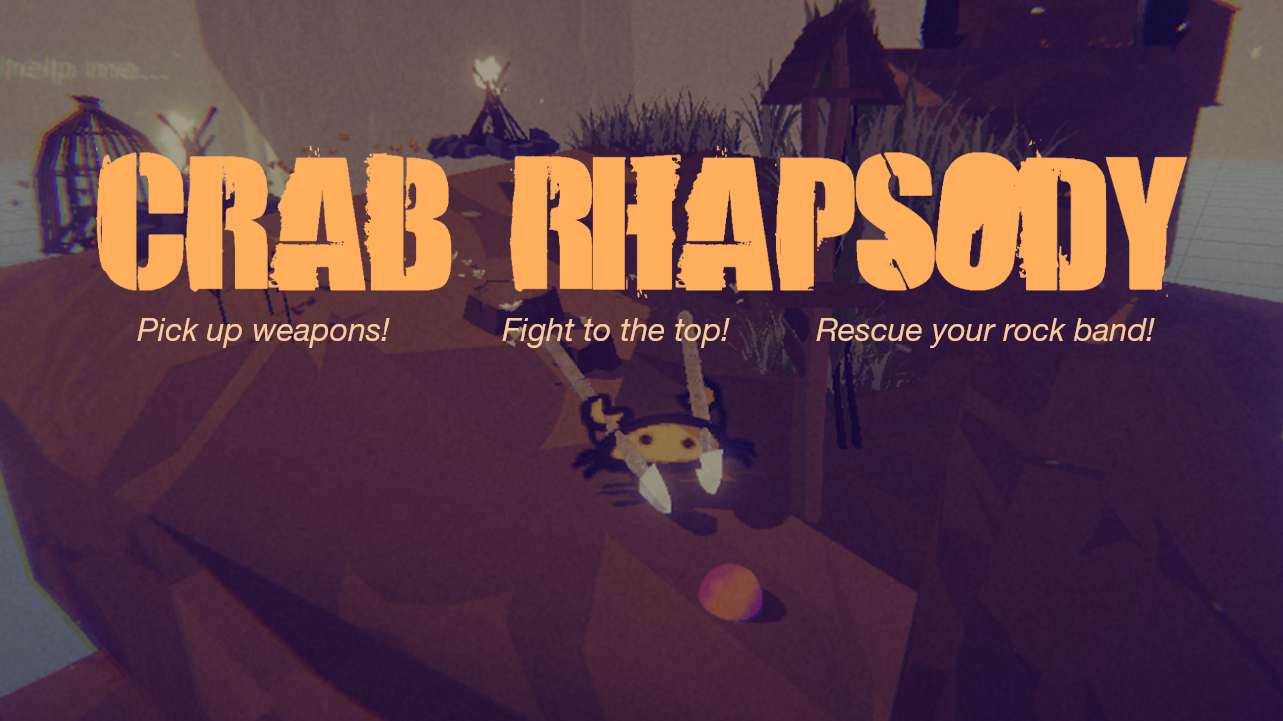 help me...
CRAB RHAPSODY
Pick up weapons! Fight to the top! Rescue your rock band!